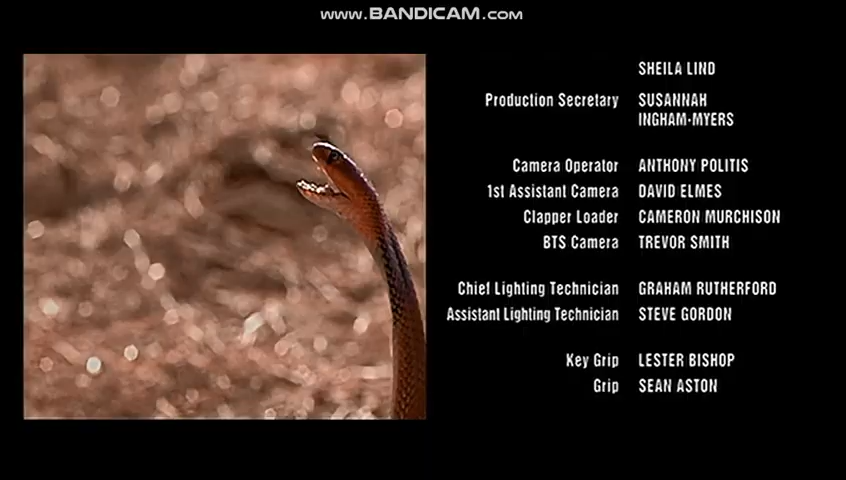 www.BANDICAM.com
SHEILA LIND
Production Secretary SUSANNAH
INGHAM-MYERS
Camera Operator ANTHONY POLITIS
1st Assistant Camera DAVID ELMES
Clapper Loader CAMERON MURCHISON
BTS Camera TREVOR SMITH
Chief Lighting Technician GRAHAM RUTHERFORD
Assistant Lighting Technician STEVE GORDON
Key Grip LESTER BISHOP
Grip SEAN ASTON